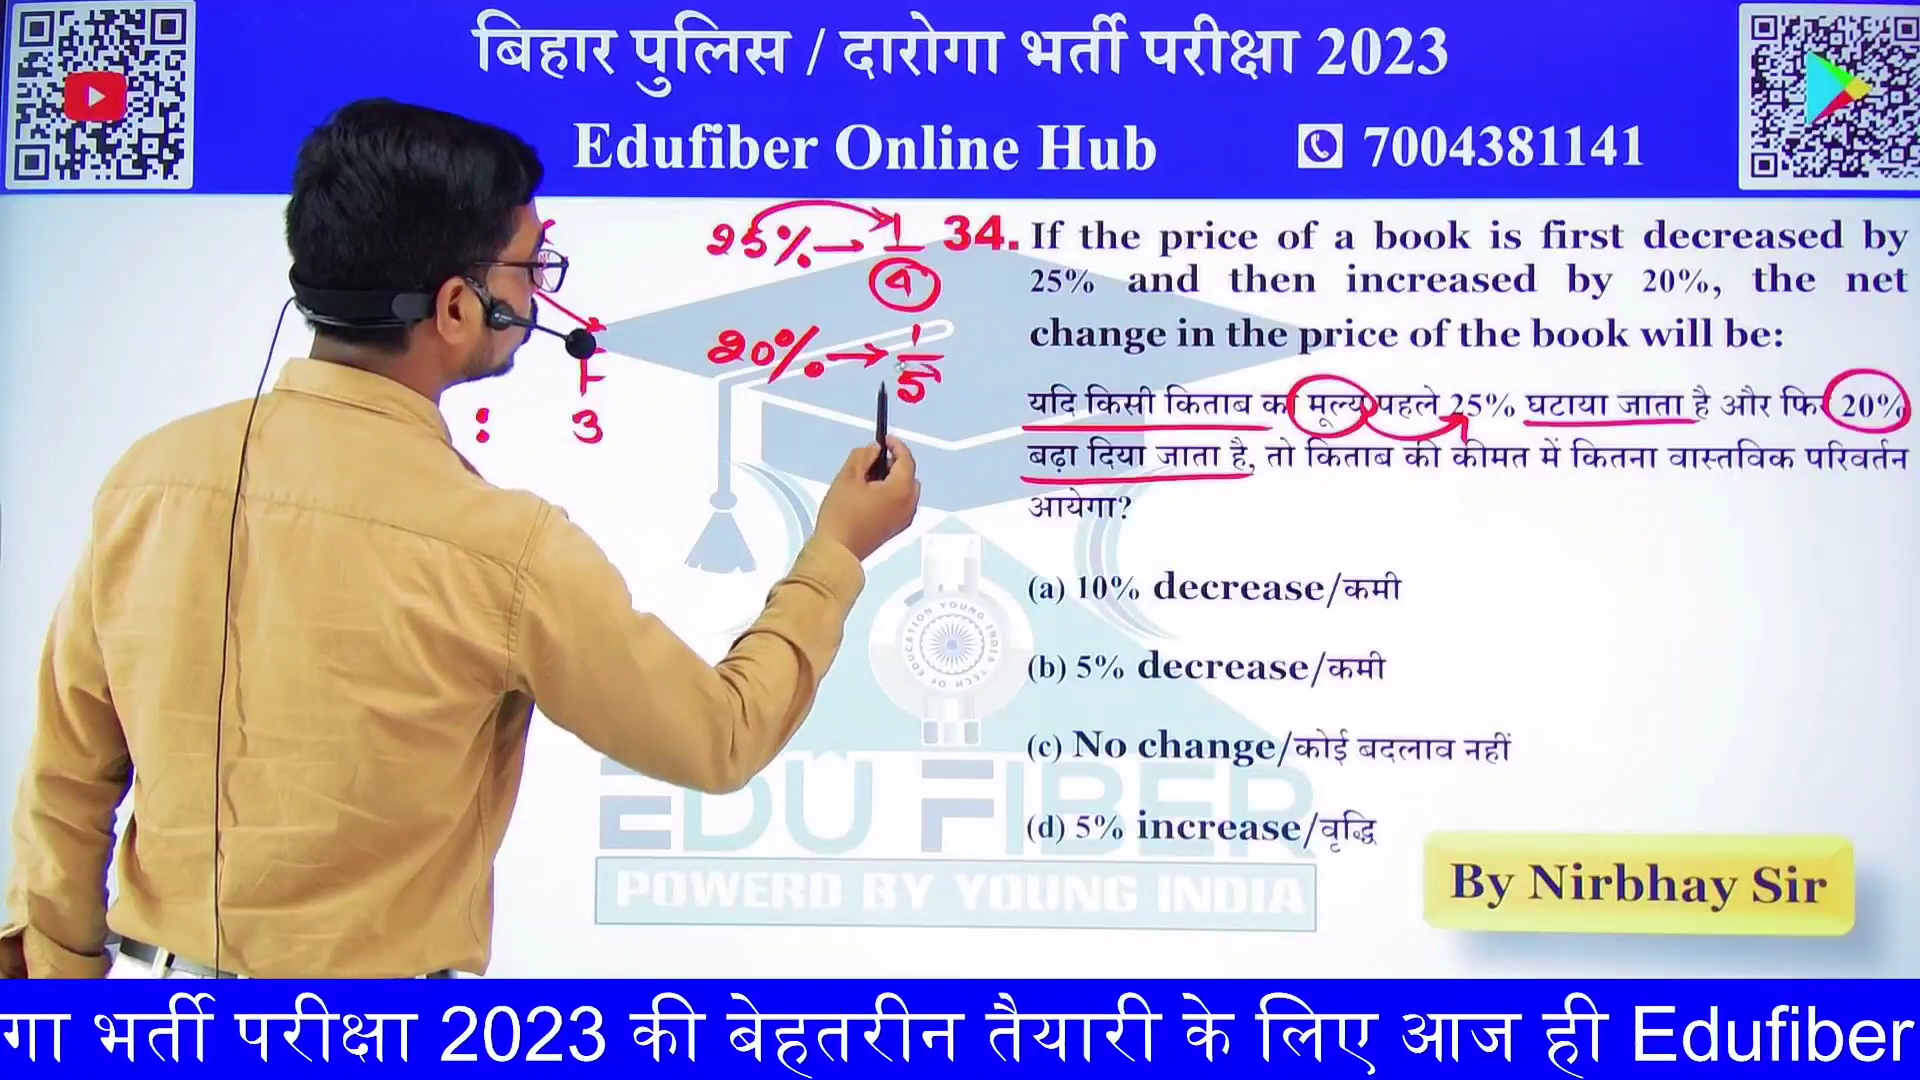 बिहार पुलिस / दारोगा भर्ती परीक्षा 2023
Edufiber Online Hub
7004381141
25% → 1/4
20% → 1/5
: 3
34. If the price of a book is first decreased by
25% and then increased by 20%, the net
change in the price of the book will be:
यदि किसी किताब का मूल्य पहले 25% घटाया जाता है और फिर 20%
बढ़ा दिया जाता है, तो किताब की कीमत में कितना वास्तविक परिवर्तन
आयेगा?
(a) 10% decrease/कमी
(b) 5% decrease/कमी
(c) No change/कोई बदलाव नहीं
(d) 5% increase/वृद्धि
EDUCATION YOUNG INDIA
EDU FIBER
POWERD BY YOUNG INDIA
By Nirbhay Sir
गा भर्ती परीक्षा 2023 की बेहतरीन तैयारी के लिए आज ही Edufiber